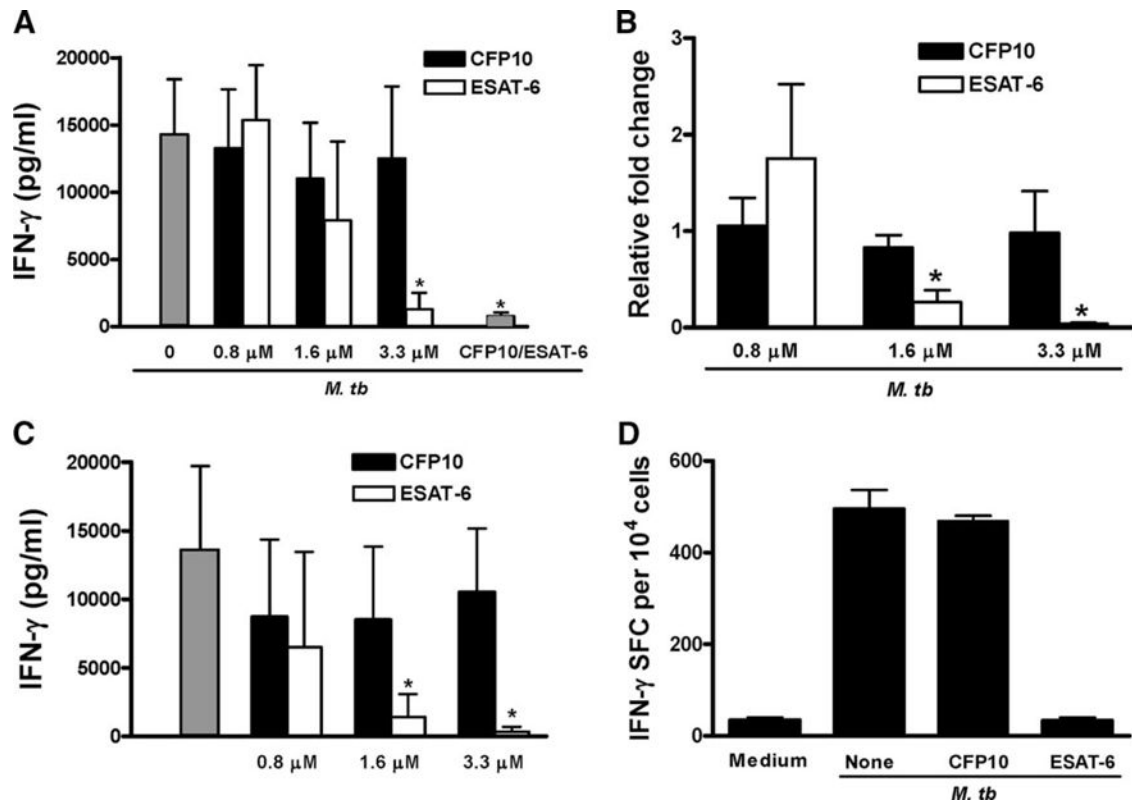 A
IFN-γ (pg/ml)
20000
15000
10000
5000
0
CFP10
ESAT-6
*
*
0 0.8 μM 1.6 μM 3.3 μM CFP10/ESAT-6
M. tb
B
Relative fold change
3
2
1
0
CFP10
ESAT-6
*
*
0.8 μM 1.6 μM 3.3 μM
M. tb
C
IFN-γ (pg/ml)
20000
15000
10000
5000
0
CFP10
ESAT-6
*
*
0.8 μM 1.6 μM 3.3 μM
D
IFN-γ SFC per 10⁴ cells
600
400
200
0
Medium None CFP10 ESAT-6
M. tb